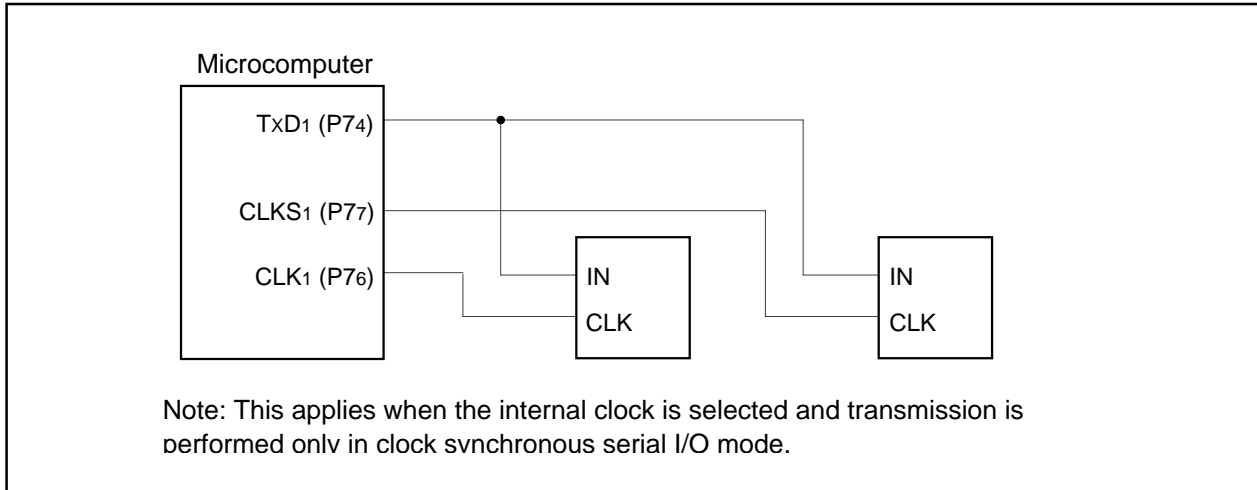 Microcomputer
TXD1 (P74)
CLKS1 (P77)
CLK1 (P76)
IN
CLK
IN
CLK
Note: This applies when the internal clock is selected and transmission is
performed only in clock synchronous serial I/O mode.